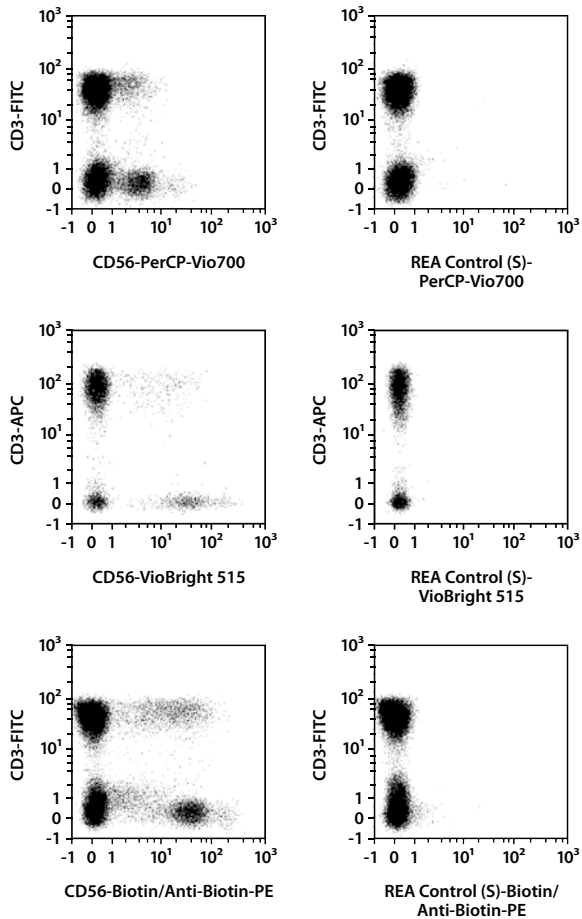 10³
10²
10¹
1
0
-1
CD3-FITC
-1 0 1 10¹ 10² 10³
CD56-PerCP-Vio700
10³
10²
10¹
1
0
-1
CD3-FITC
-1 0 1 10¹ 10² 10³
REA Control (S)-
PerCP-Vio700
10³
10²
10¹
1
0
-1
CD3-APC
-1 0 1 10¹ 10² 10³
CD56-VioBright 515
10³
10²
10¹
1
0
-1
CD3-APC
-1 0 1 10¹ 10² 10³
REA Control (S)-
VioBright 515
10³
10²
10¹
1
0
-1
CD3-FITC
-1 0 1 10¹ 10² 10³
CD56-Biotin/Anti-Biotin-PE
10³
10²
10¹
1
0
-1
CD3-FITC
-1 0 1 10¹ 10² 10³
REA Control (S)-Biotin/
Anti-Biotin-PE